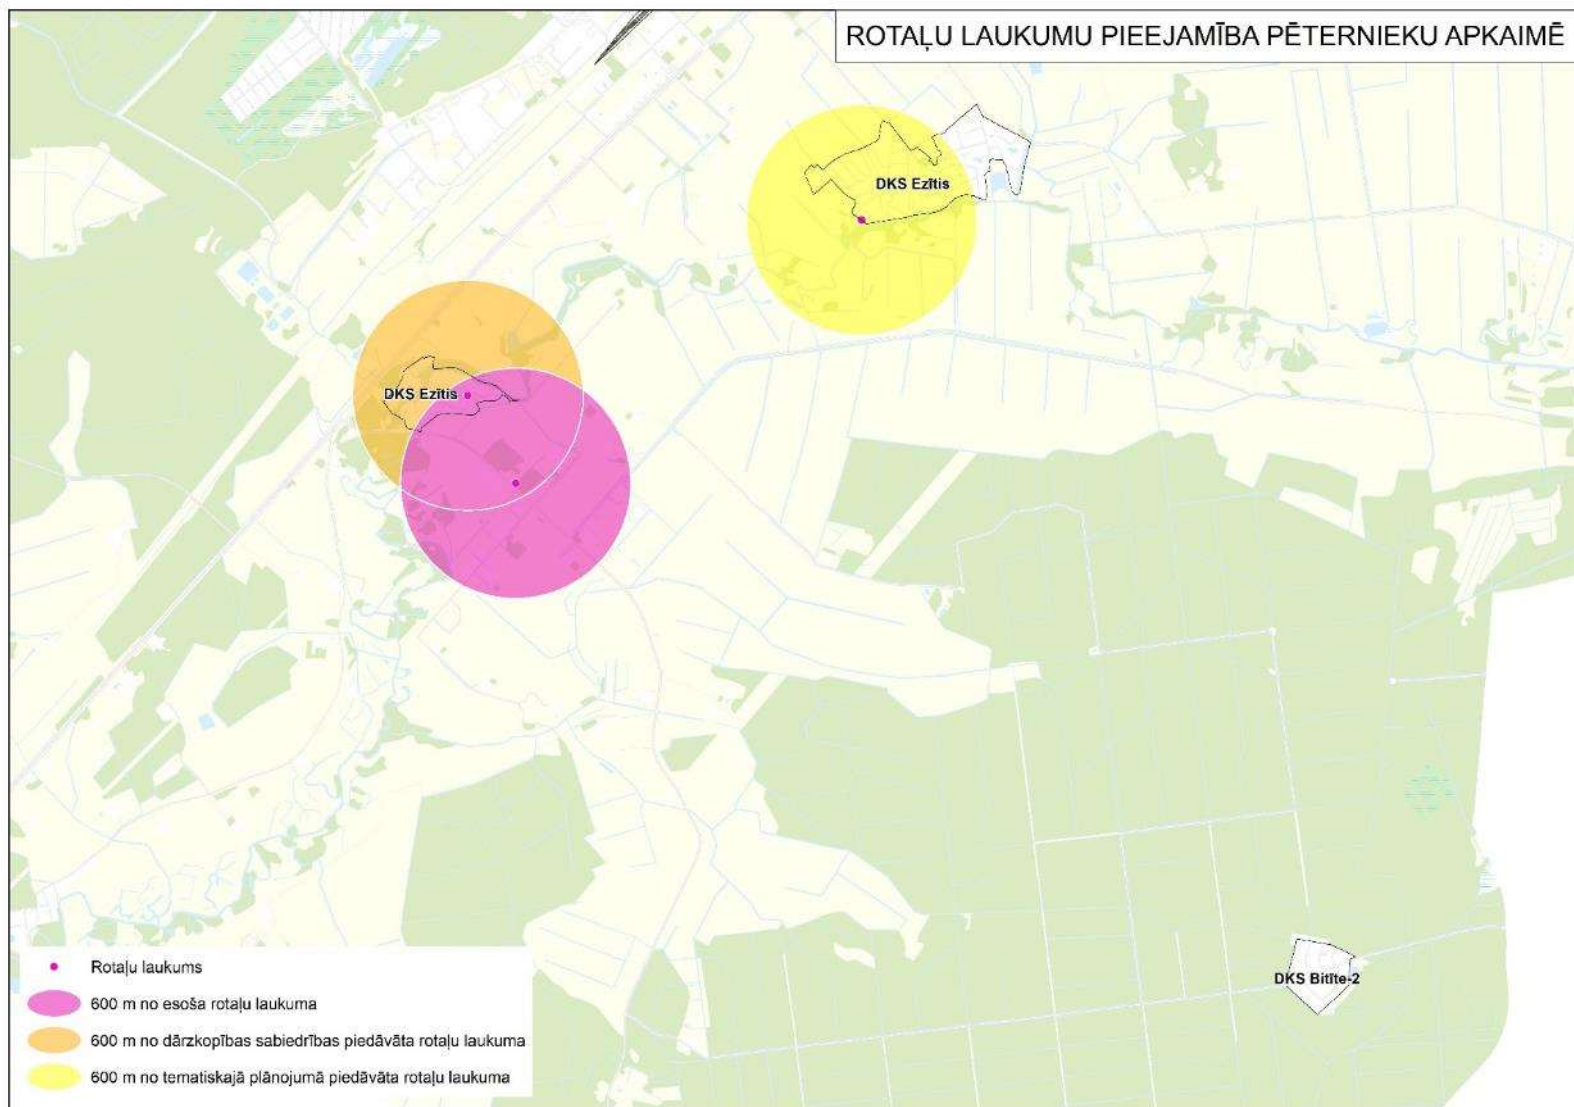 ROTAĻU LAUKUMU PIEEJAMĪBA PĒTERNIEKU APKAIMĒ
DKS Ezītis
DKS Ezītis
DKS Bitīte-2
Rotaļu laukums
600 m no esoša rotaļu laukuma
600 m no dārzkopības sabiedrības piedāvāta rotaļu laukuma
600 m no tematiskajā plānojumā piedāvāta rotaļu laukuma